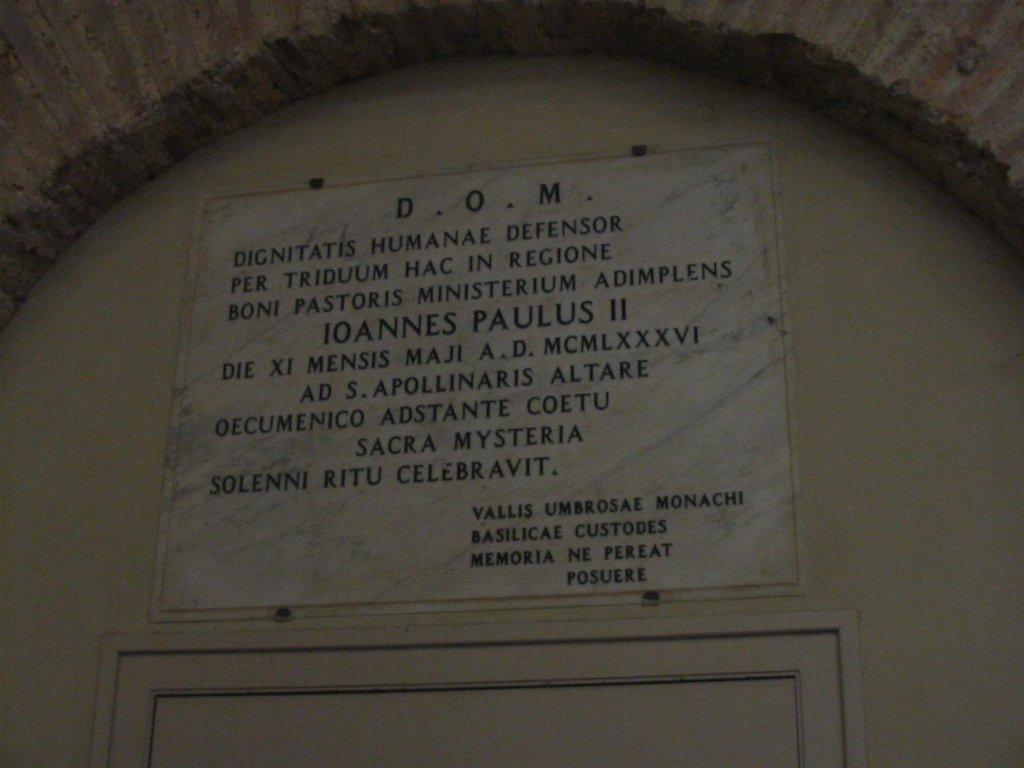 D . O . M .
DIGNITATIS HUMANAE DEFENSOR
PER TRIDUUM HAC IN REGIONE
BONI PASTORIS MINISTERIUM ADIMPLENS
IOANNES PAULUS II
DIE XI MENSIS MAJI A.D. MCMLXXXVI
AD S. APOLLINARIS ALTARE
OECUMENICO ADSTANTE COETU
SACRA MYSTERIA
SOLENNI RITU CELEBRAVIT.
VALLIS UMBROSAE MONACHI
BASILICAE CUSTODES
MEMORIA NE PEREAT
POSUERE